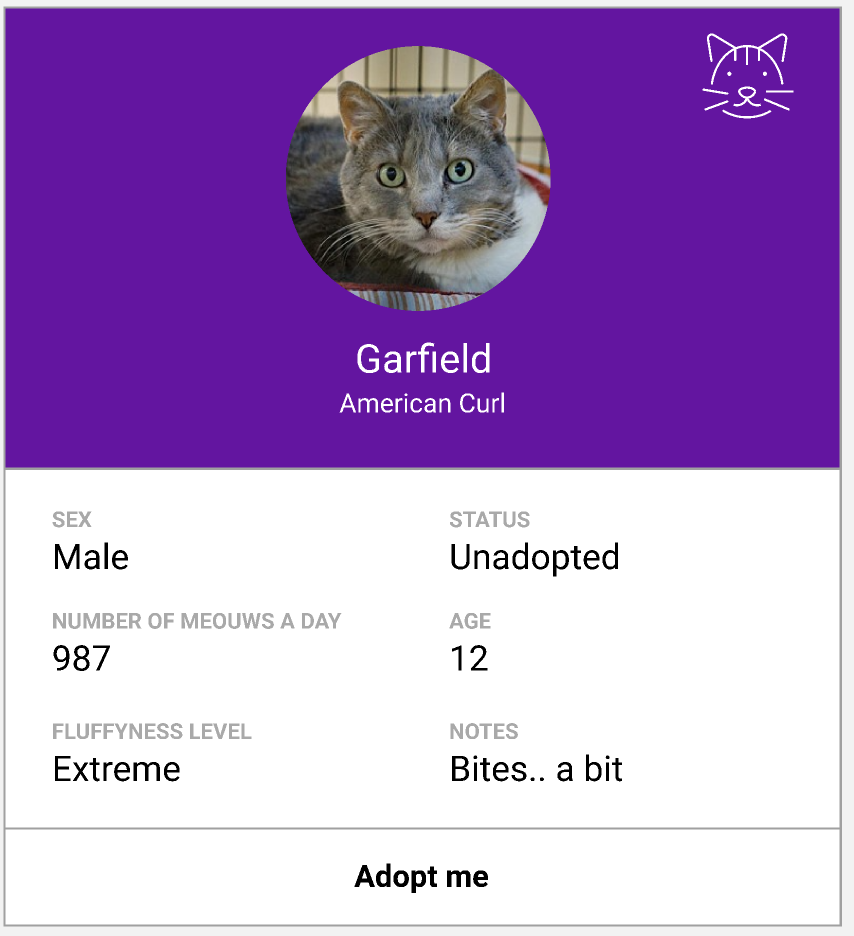 Garfield
American Curl
SEX
Male
STATUS
Unadopted
NUMBER OF MEOUWS A DAY
987
AGE
12
FLUFFYNESS LEVEL
Extreme
NOTES
Bites.. a bit
Adopt me